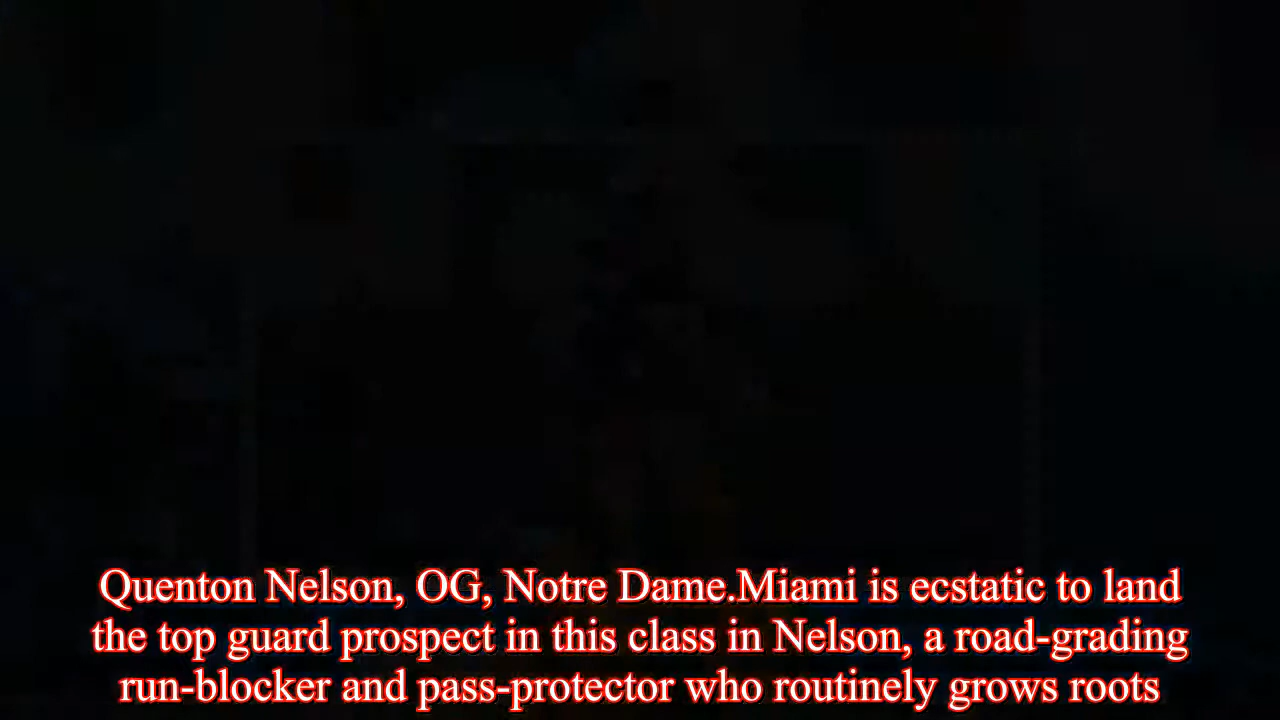 Quenton Nelson, OG, Notre Dame.Miami is ecstatic to land
the top guard prospect in this class in Nelson, a road-grading
run-blocker and pass-protector who routinely grows roots